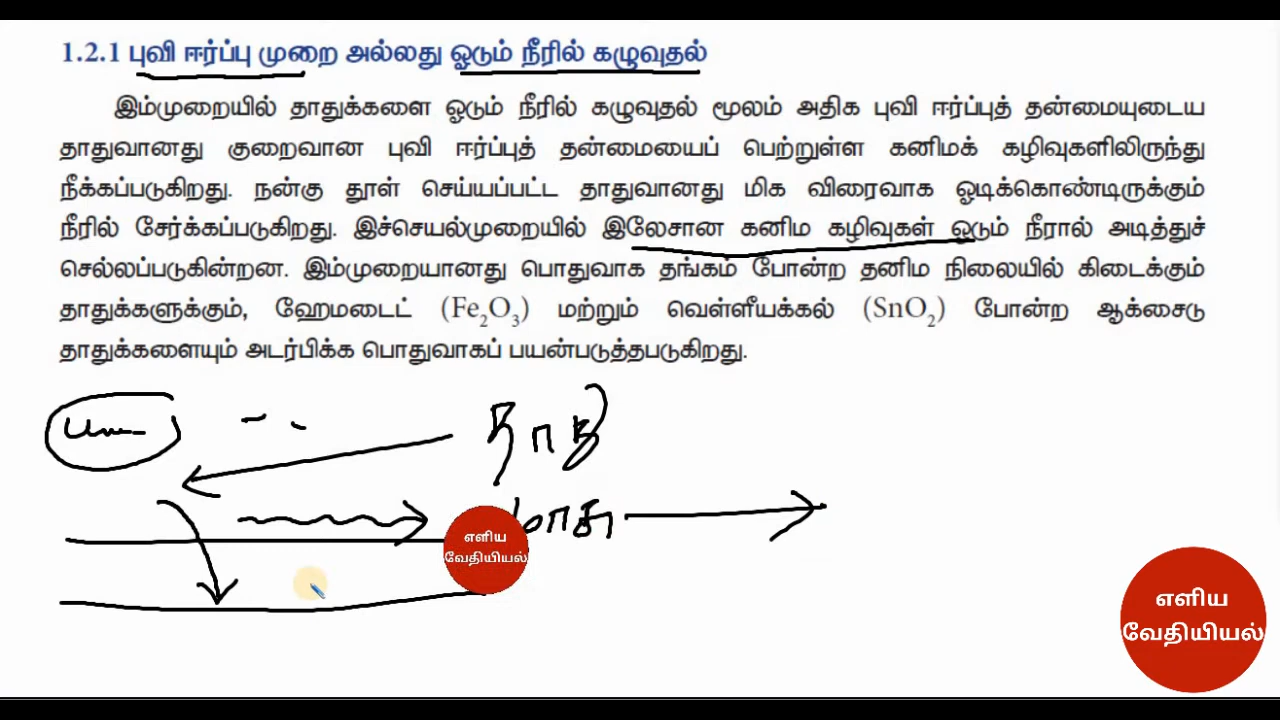 1.2.1 புவி ஈர்ப்பு முறை அல்லது ஓடும் நீரில் கழுவுதல்
இம்முறையில் தாதுக்களை ஓடும் நீரில் கழுவுதல் மூலம் அதிக புவி ஈர்ப்புத் தன்மையுடைய
தாதுவானது குறைவான புவி ஈர்ப்புத் தன்மையைப் பெற்றுள்ள கனிமக் கழிவுகளிலிருந்து
நீக்கப்படுகிறது. நன்கு தூள் செய்யப்பட்ட தாதுவானது மிக விரைவாக ஓடிக்கொண்டிருக்கும்
நீரில் சேர்க்கப்படுகிறது. இச்செயல்முறையில் இலேசான கனிம கழிவுகள் ஓடும் நீரால் அடித்துச்
செல்லப்படுகின்றன. இம்முறையானது பொதுவாக தங்கம் போன்ற தனிம நிலையில் கிடைக்கும்
தாதுக்களுக்கும், ஹேமடைட் (Fe₂O₃) மற்றும் வெள்ளீயக்கல் (SnO₂) போன்ற ஆக்சைடு
தாதுக்களையும் அடர்பிக்க பொதுவாகப் பயன்படுத்தபடுகிறது.
எளிய
வேதியியல்
எளிய
வேதியியல்